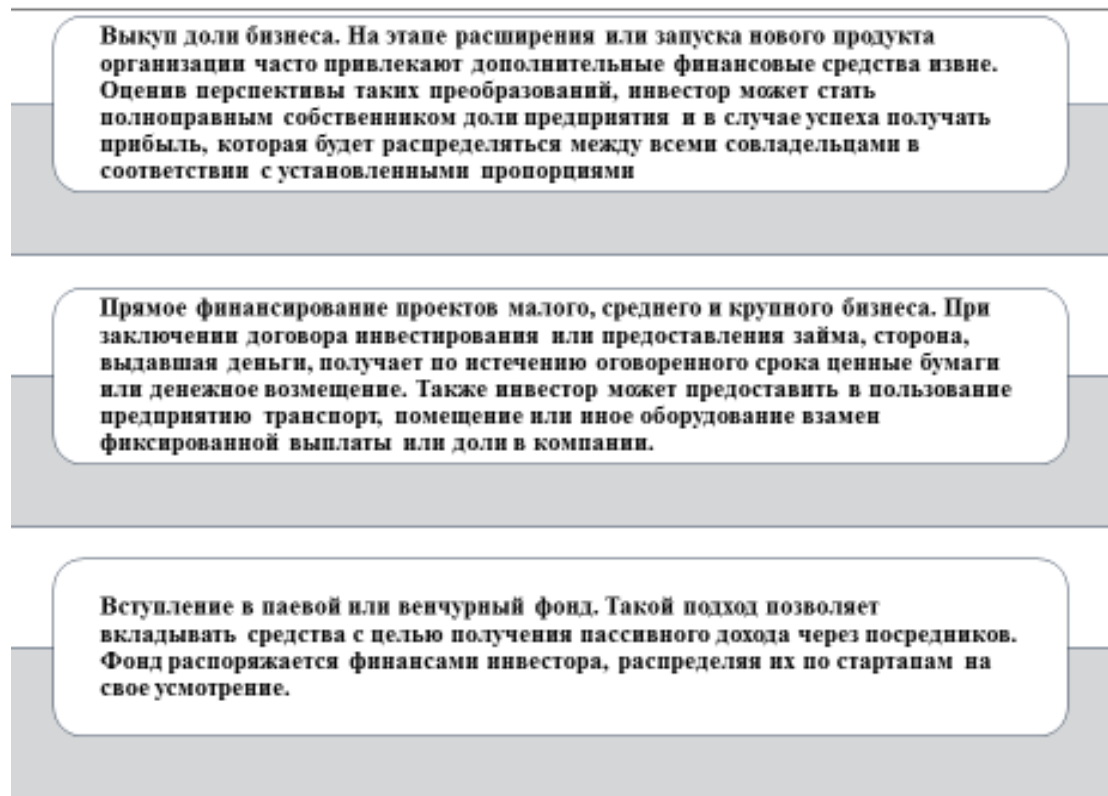 Выкуп доли бизнеса. На этапе расширения или запуска нового продукта
организации часто привлекают дополнительные финансовые средства извне.
Оценив перспективы таких преобразований, инвестор может стать
полноправным собственником доли предприятия и в случае успеха получать
прибыль, которая будет распределяться между всеми совладельцами в
соответствии с установленными пропорциями
Прямое финансирование проектов малого, среднего и крупного бизнеса. При
заключении договора инвестирования или предоставления займа, сторона,
выдавшая деньги, получает по истечению оговоренного срока ценные бумаги
или денежное возмещение. Также инвестор может предоставить в пользование
предприятию транспорт, помещение или иное оборудование взамен
фиксированной выплаты или доли в компании.
Вступление в паевой или венчурный фонд. Такой подход позволяет
вкладывать средства с целью получения пассивного дохода через посредников.
Фонд распоряжается финансами инвестора, распределяя их по стартапам на
свое усмотрение.